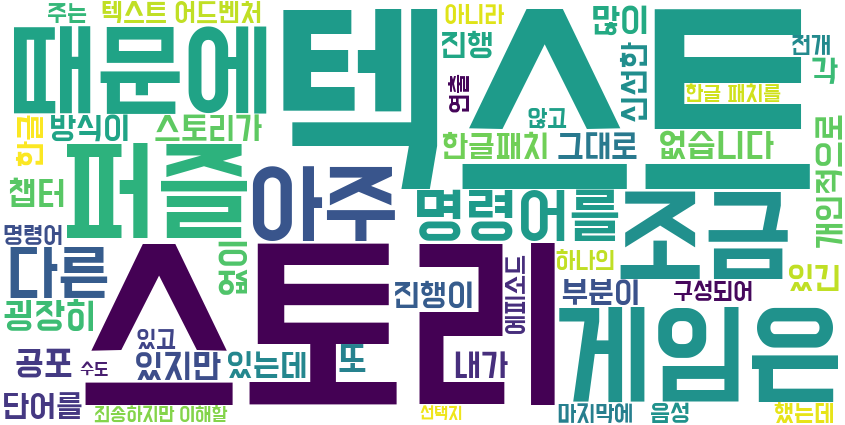 주는
텍스트 어드벤처
아니라
많이
때문에
텍스트
진행
신선한
전개
각
연출
한글 패치를
한글
방식이
스토리가
않고
한글패치
그대로
없습니다
챕터
퍼즐
아주
명령어를
조금
개인적으로
명령어
다른
없이
스토리
에피소드
하나의
있긴
진행이
부분이
구성되어
굉장히
있고
게임은
공포
수도
있지만
있는데
또
내가
단어를
죄송하지만 이해할
선택지
마지막에
음성
했는데